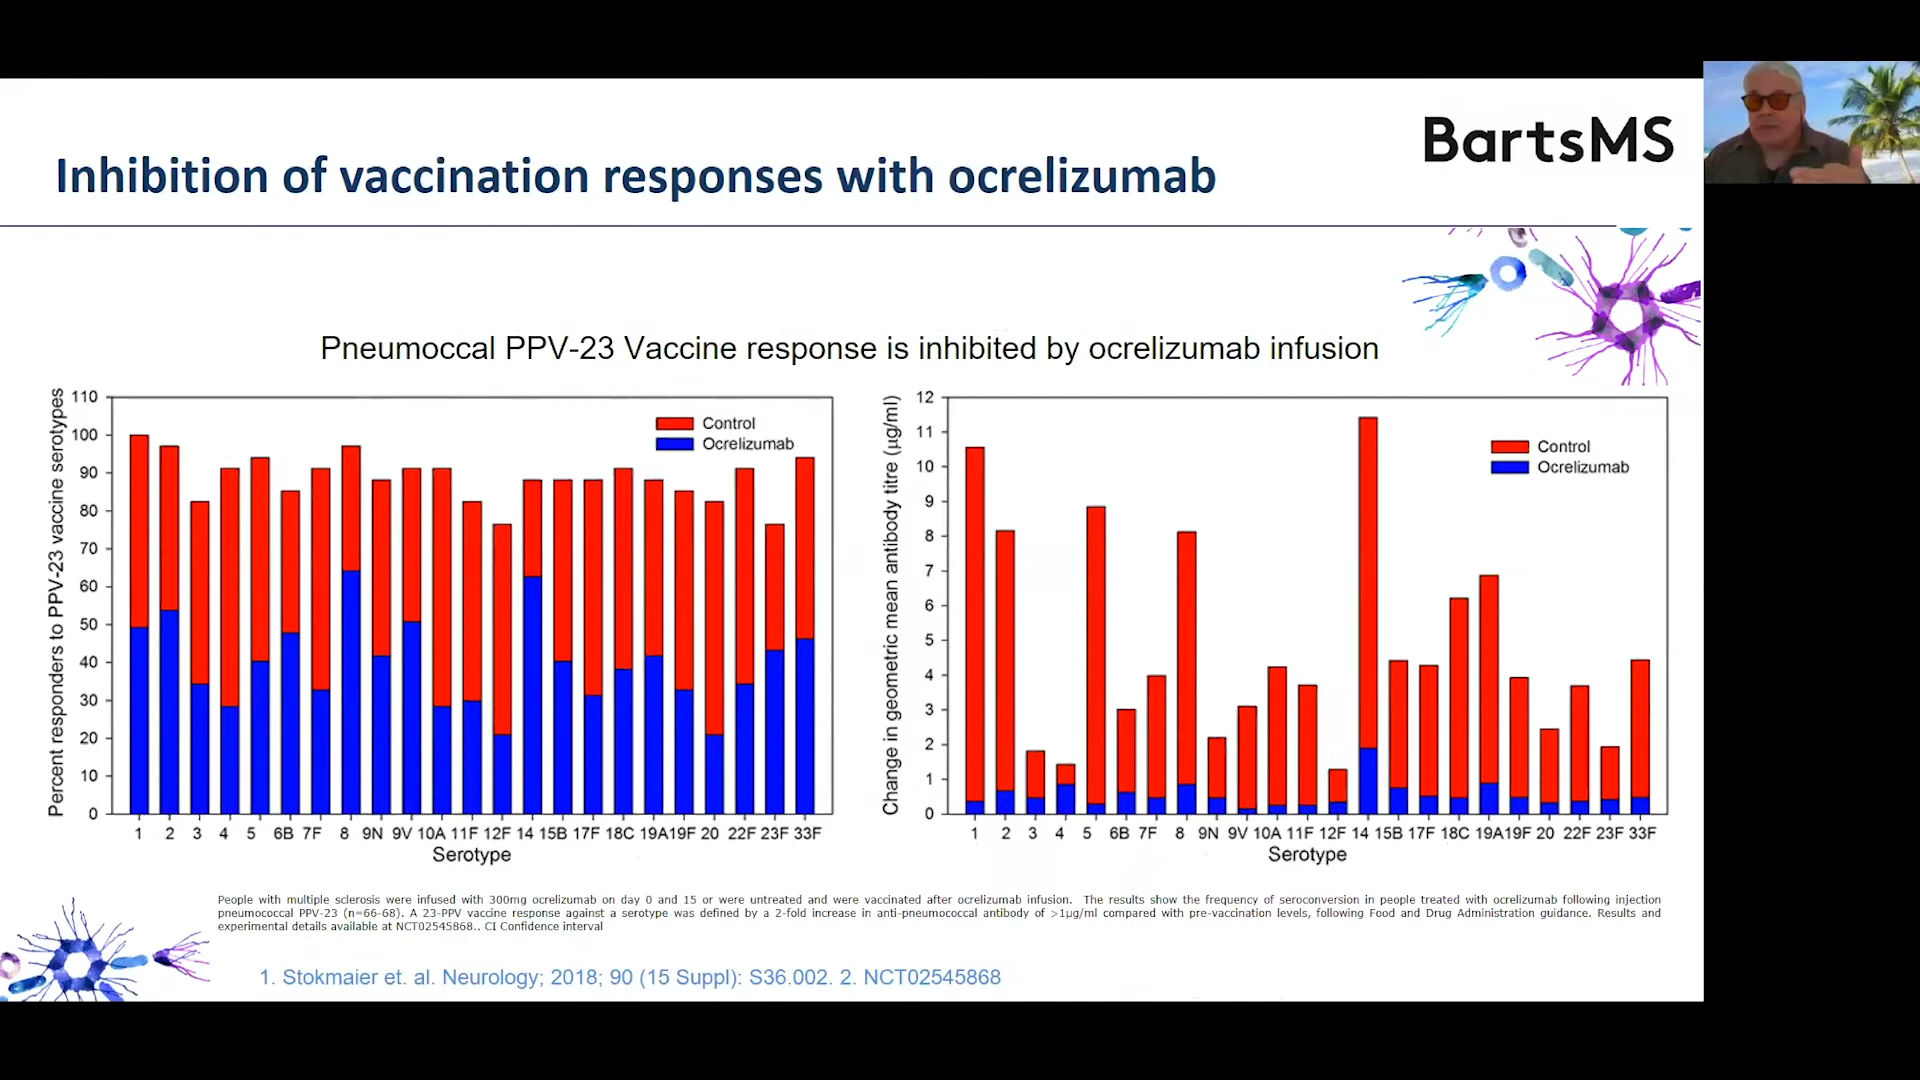 BartsMS
Inhibition of vaccination responses with ocrelizumab
Pneumoccal PPV-23 Vaccine response is inhibited by ocrelizumab infusion
Percent responders to PPV-23 vaccine serotypes
110
100
90
80
70
60
50
40
30
20
10
0
Control
Ocrelizumab
1 2 3 4 5 6B 7F 8 9N 9V 10A 11F 12F 14 15B 17F 18C 19A 19F 20 22F 23F 33F
Serotype
Change in geometric mean antibody titre (µg/ml)
12
11
10
9
8
7
6
5
4
3
2
1
0
Control
Ocrelizumab
1 2 3 4 5 6B 7F 8 9N 9V 10A 11F 12F 14 15B 17F 18C 19A 19F 20 22F 23F 33F
Serotype
People with multiple sclerosis were infused with 300mg ocrelizumab on day 0 and 15 or were untreated and were vaccinated after ocrelizumab infusion. The results show the frequency of seroconversion in people treated with ocrelizumab following injection
pneumococcal PPV-23 (n=66-68). A 23-PPV vaccine response against a serotype was defined by a 2-fold increase in anti-pneumococcal antibody of >1µg/ml compared with pre-vaccination levels, following Food and Drug Administration guidance. Results and
experimental details available at NCT02545868.. CI Confidence interval
1. Stokmaier et. al. Neurology; 2018; 90 (15 Suppl): S36.002. 2. NCT02545868